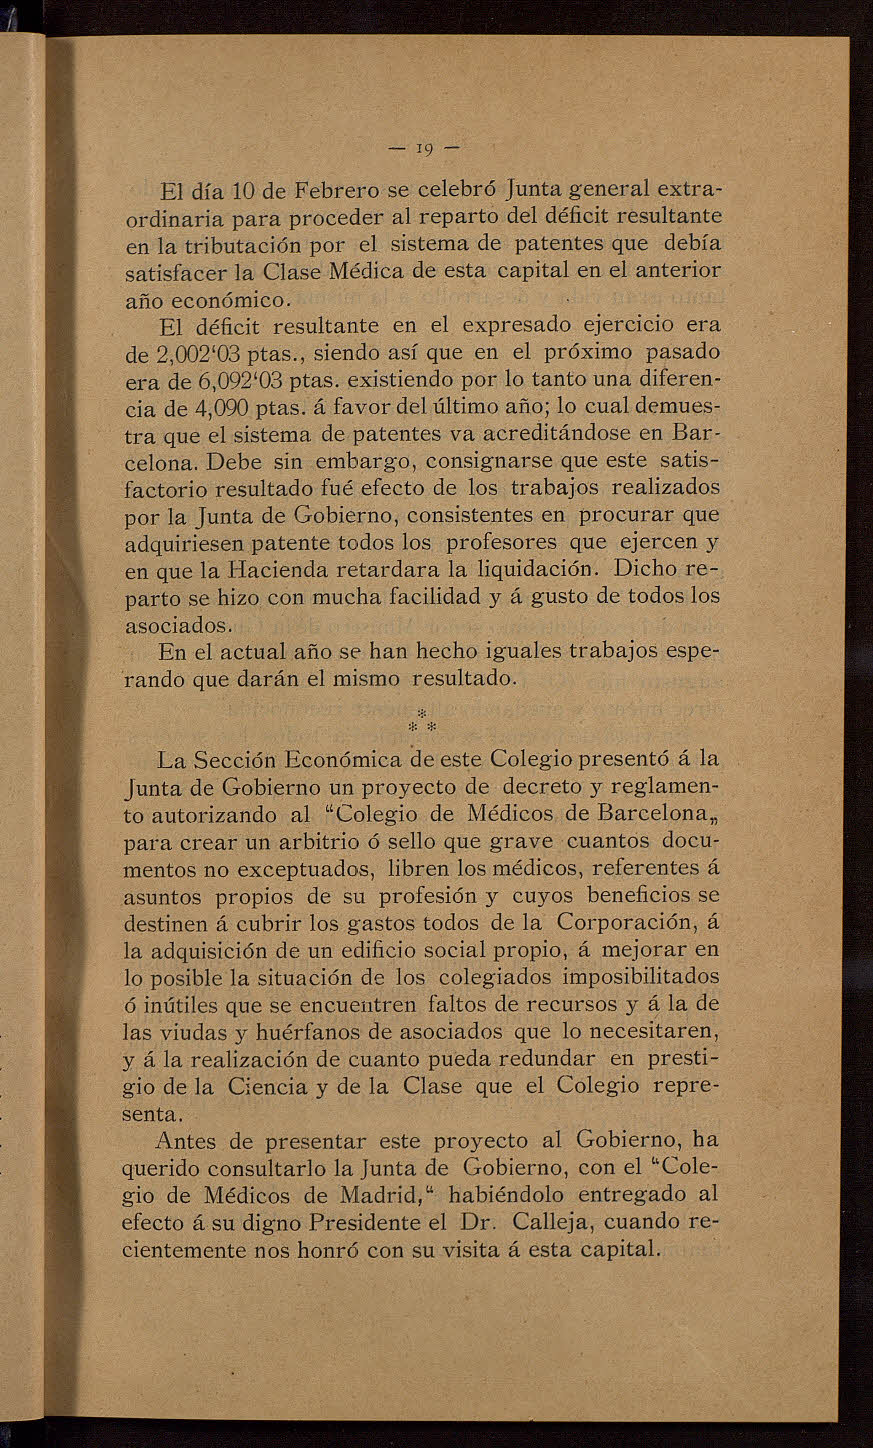 — 19 —
El día 10 de Febrero se celebró Junta general extra-
ordinaria para proceder al reparto del déficit resultante
en la tributación por el sistema de patentes que debía
satisfacer la Clase Médica de esta capital en el anterior
año económico.
El déficit resultante en el expresado ejercicio era
de 2,002‘03 ptas., siendo así que en el próximo pasado
era de 6,092‘03 ptas. existiendo por lo tanto una diferen-
cia de 4,090 ptas. á favor del último año; lo cual demues-
tra que el sistema de patentes va acreditándose en Bar-
celona. Debe sin embargo, consignarse que este satis-
factorio resultado fué efecto de los trabajos realizados
por la Junta de Gobierno, consistentes en procurar que
adquiriesen patente todos los profesores que ejercen y
en que la Hacienda retardara la liquidación. Dicho re-
parto se hizo con mucha facilidad y á gusto de todos los
asociados.
En el actual año se han hecho iguales trabajos espe-
rando que darán el mismo resultado.
*
* *
La Sección Económica de este Colegio presentó á la
Junta de Gobierno un proyecto de decreto y reglamen-
to autorizando al “Colegio de Médicos de Barcelona„
para crear un arbitrio ó sello que grave cuantos docu-
mentos no exceptuados, libren los médicos, referentes á
asuntos propios de su profesión y cuyos beneficios se
destinen á cubrir los gastos todos de la Corporación, á
la adquisición de un edificio social propio, á mejorar en
lo posible la situación de los colegiados imposibilitados
ó inútiles que se encuentren faltos de recursos y á la de
las viudas y huérfanos de asociados que lo necesitaren,
y á la realización de cuanto pueda redundar en presti-
gio de la Ciencia y de la Clase que el Colegio repre-
senta.
Antes de presentar este proyecto al Gobierno, ha
querido consultarlo la Junta de Gobierno, con el “Cole-
gio de Médicos de Madrid,“ habiéndolo entregado al
efecto á su digno Presidente el Dr. Calleja, cuando re-
cientemente nos honró con su visita á esta capital.